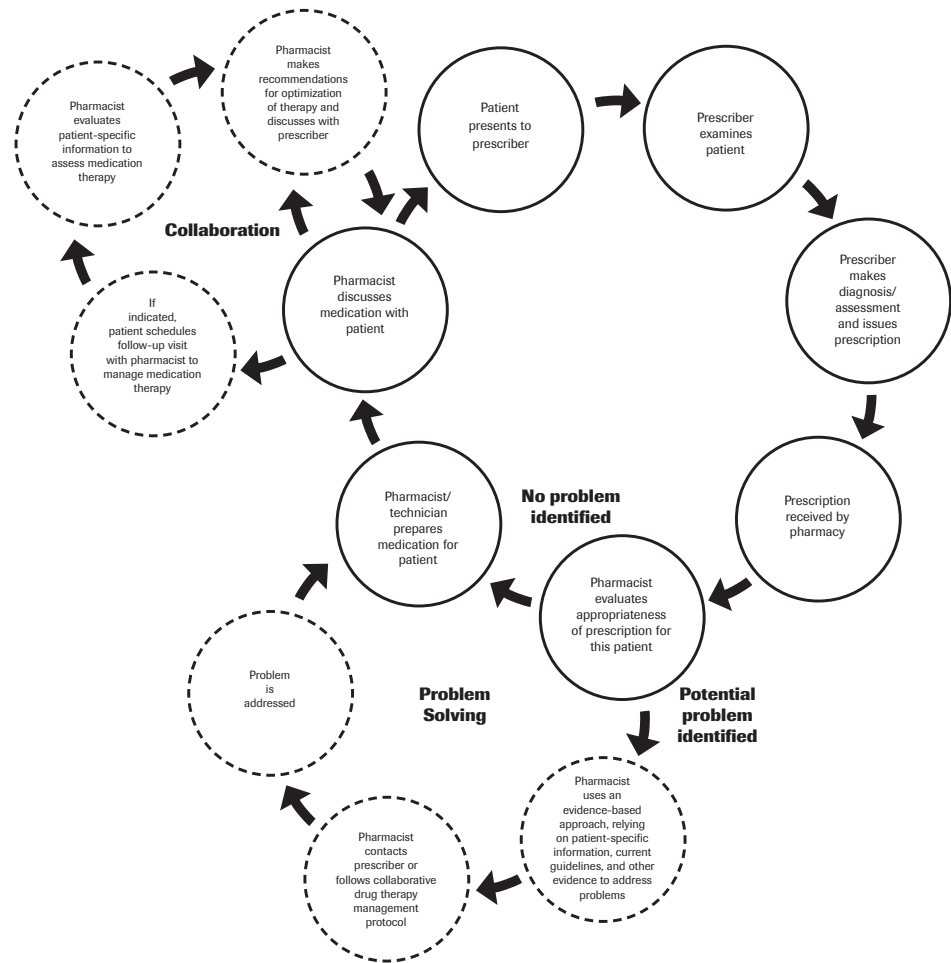 Pharmacist
makes
recommendations
for optimization
of therapy and
discusses with
prescriber
Pharmacist
evaluates
patient-specific
information to
assess medication
therapy
Patient
presents to
prescriber
Prescriber
examines
patient
Collaboration
Pharmacist
discusses
medication with
patient
Prescriber
makes
diagnosis/
assessment
and issues
prescription
If
indicated,
patient schedules
follow-up visit
with pharmacist to
manage medication
therapy
Pharmacist/
technician
prepares
medication for
patient
No problem
identified
Prescription
received by
pharmacy
Pharmacist
evaluates
appropriateness
of prescription for
this patient
Problem
is
addressed
Problem
Solving
Potential
problem
identified
Pharmacist
uses an
evidence-based
approach, relying
on patient-specific
information, current
guidelines, and other
evidence to address
problems
Pharmacist
contacts
prescriber or
follows collaborative
drug therapy
management
protocol